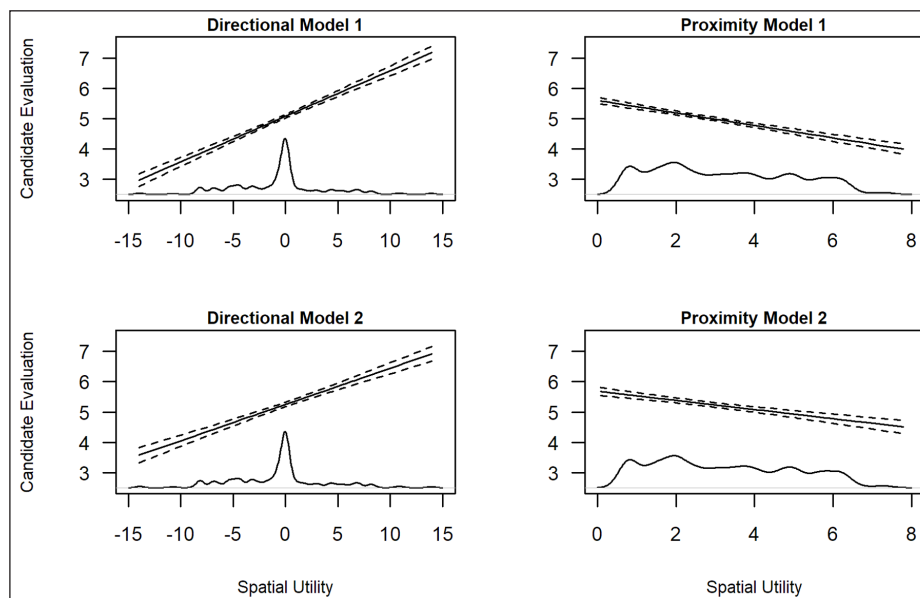 Directional Model 1
Proximity Model 1
Candidate Evaluation
7
6
5
4
3
-15 -10 -5 0 5 10 15
7
6
5
4
3
0 2 4 6 8
Directional Model 2
Proximity Model 2
Candidate Evaluation
7
6
5
4
3
-15 -10 -5 0 5 10 15
7
6
5
4
3
0 2 4 6 8
Spatial Utility
Spatial Utility